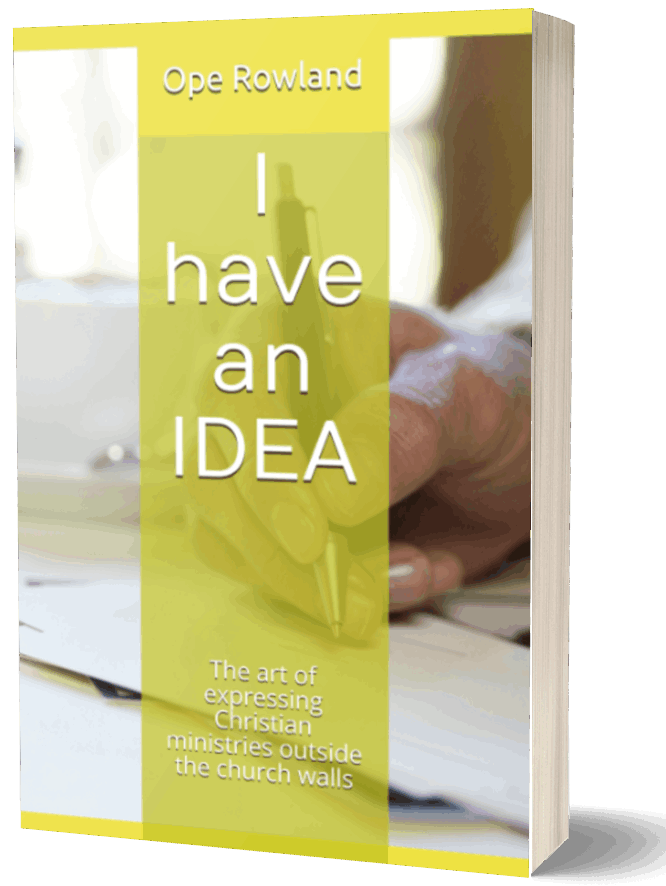 Ope Rowland
I
have
an
IDEA
The art of
expressing
Christian
ministries outside
the church walls